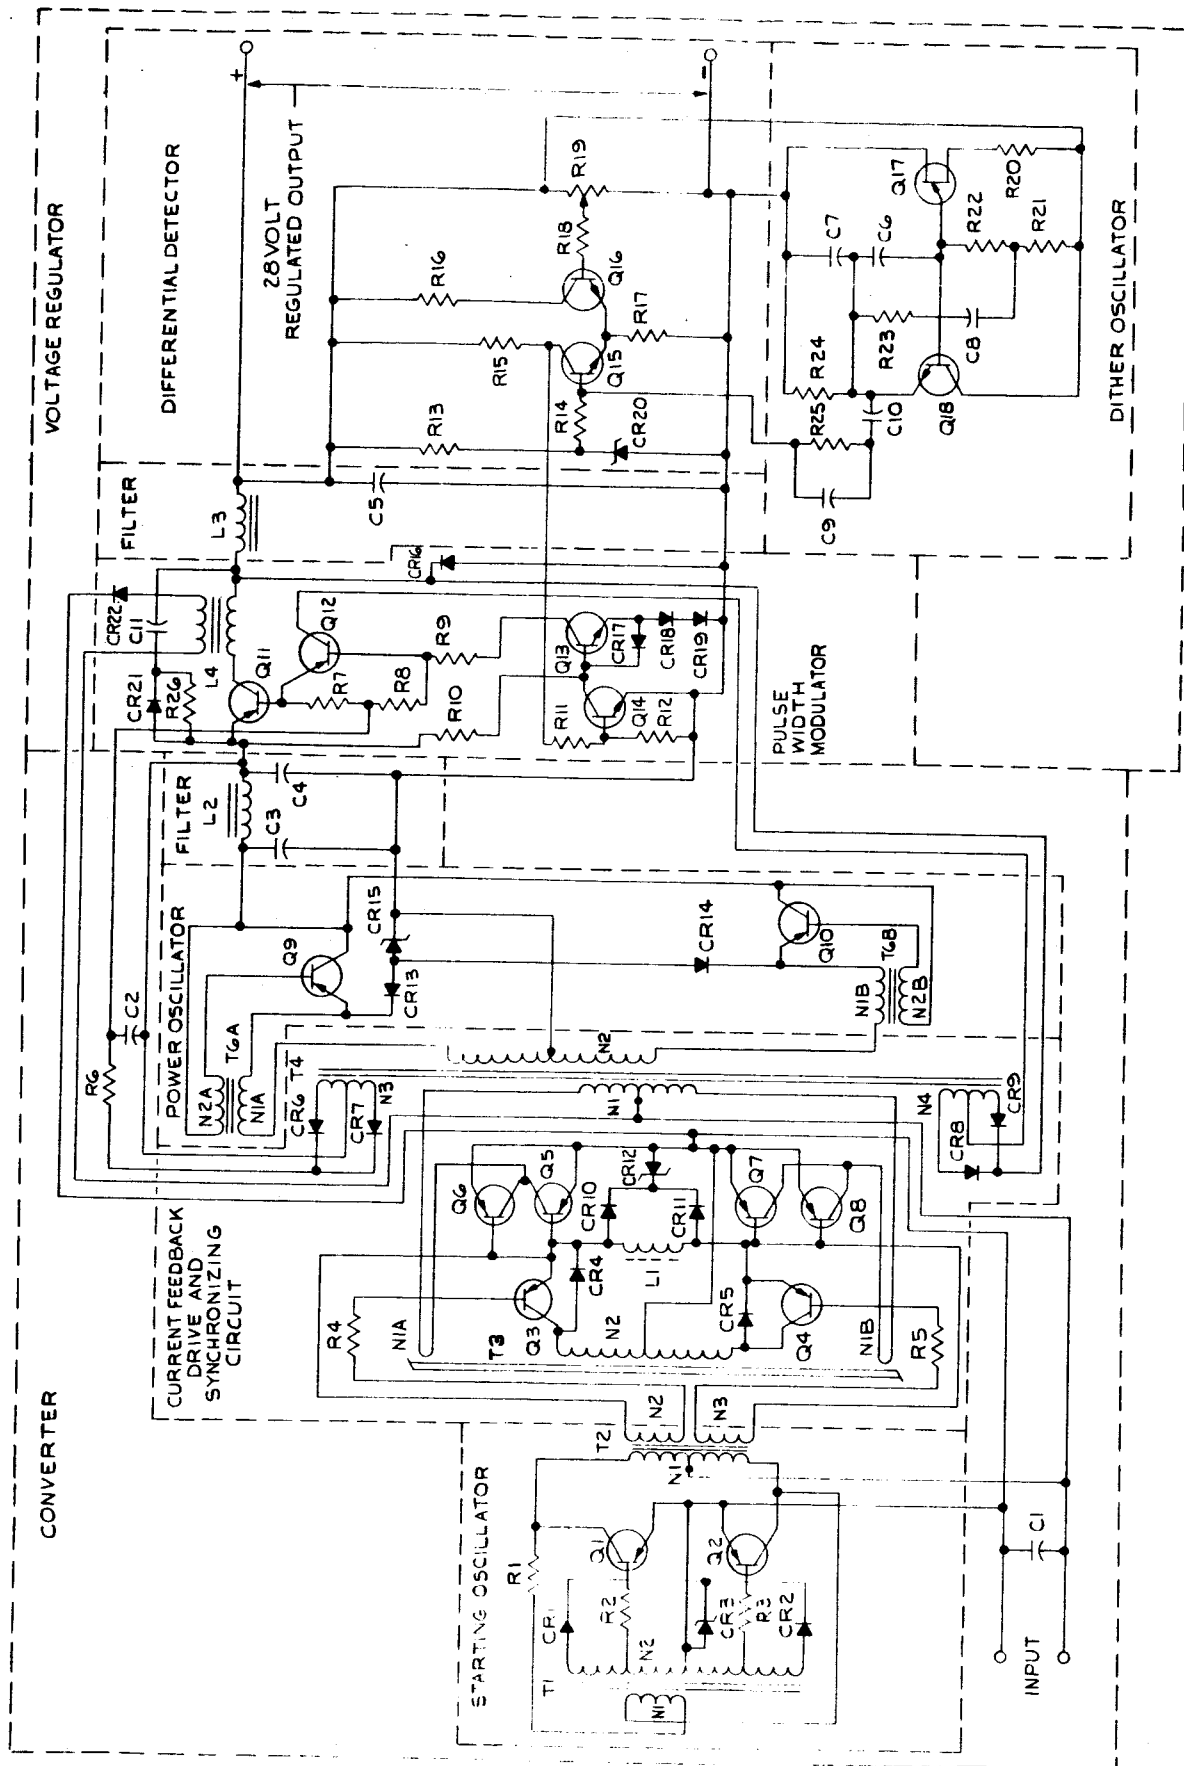 VOLTAGE REGULATOR
DIFFERENTIAL DETECTOR
+
-
28 VOLT
REGULATED OUTPUT
R16
R15
R13
R14
R18
R19
Q16
Q15
R17
CR20
Q17
R20
C7
C6
R22
R21
R24
R23
C8
R25
C10
Q18
C9
DITHER OSCILLATOR
FILTER
L3
C5
CR16
CR22
C11
L4
CR21
R26
Q11
Q12
R7
R8
R9
R10
Q13
CR17
CR18
CR19
R11
Q14
R12
PULSE
WIDTH
MODULATOR
FILTER
L2
C3
C4
POWER OSCILLATOR
Q9
CR15
CR13
CR14
Q10
T6B
N1B
N2B
C2
R6
T6A
N2A
N1A
T4
CR6
CR7
N3
N2
N1
N4
CR8
CR9
CONVERTER
CURRENT FEEDBACK
DRIVE AND
SYNCHRONIZING
CIRCUIT
Q6
Q5
CR10
CR12
CR11
Q7
Q8
CR4
L1
CR5
Q3
Q4
R4
N1A
T3
N2
N1B
R5
T2
N2
N3
N1
STARTING OSCILLATOR
R1
Q1
Q2
R2
CR3
R3
CR2
T1
N2
N1
C1
INPUT